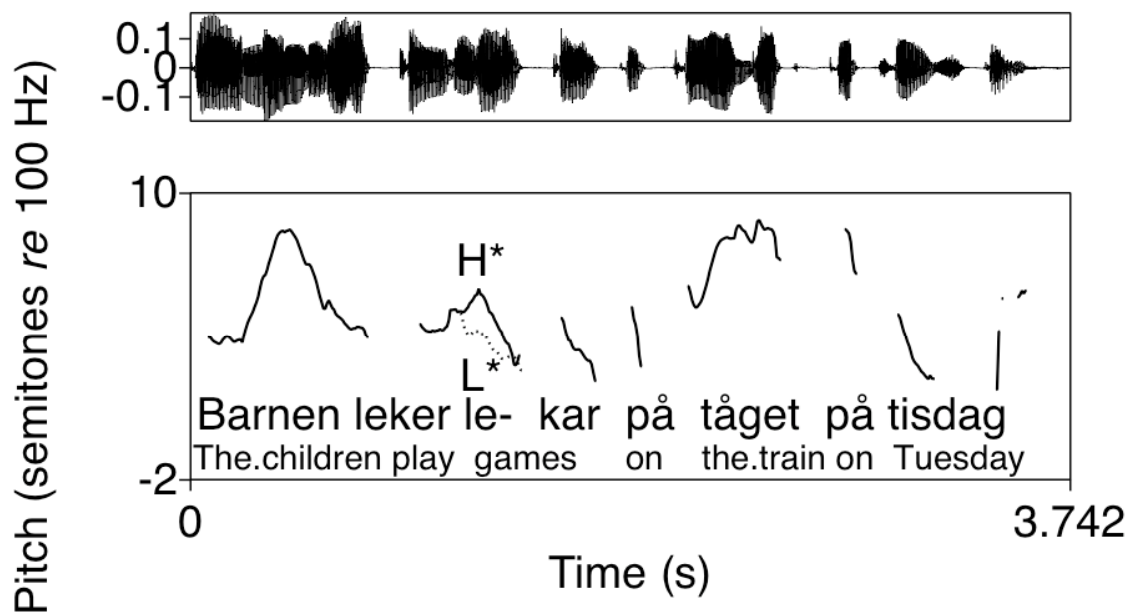 0.1
0
-0.1
Pitch (semitones re 100 Hz)
10
H*
L*
Barnen leker le- kar på tåget på tisdag
The.children play games on the.train on Tuesday
-2
0 3.742
Time (s)